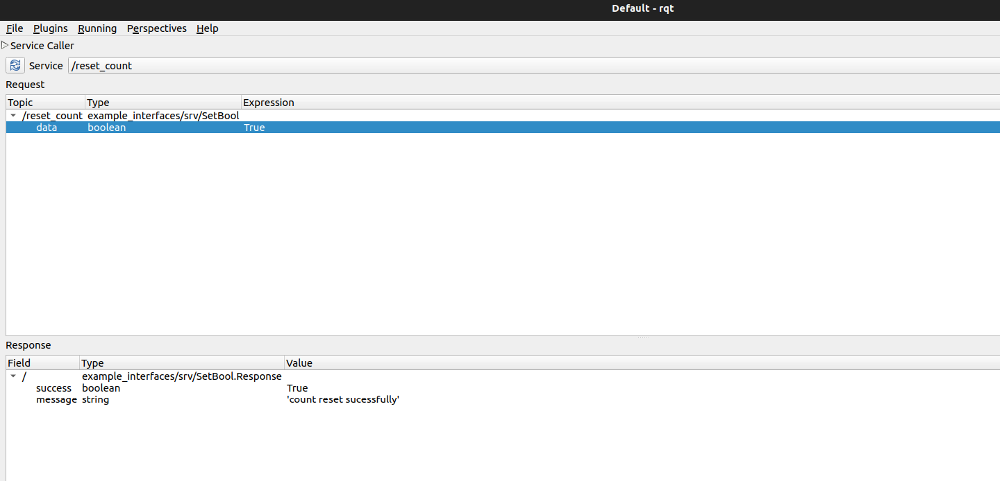 Default - rqt
File Plugins Running Perspectives Help
Service Caller
Service /reset_count
Request
Topic Type Expression
/reset_count example_interfaces/srv/SetBool
data boolean True
Response
Field Type Value
/ example_interfaces/srv/SetBool.Response
success boolean True
message string 'count reset sucessfully'